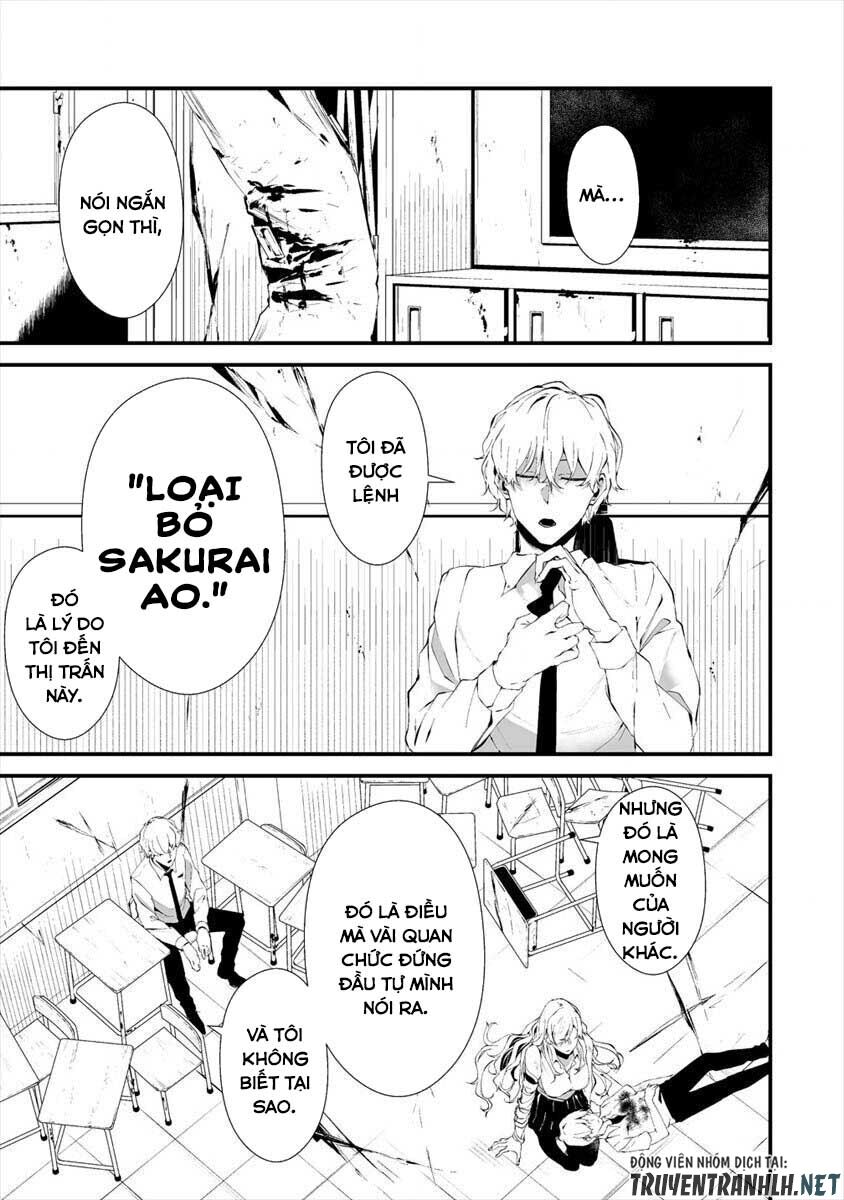 MÀ...
NÓI NGẮN
GỌN THÌ,
TÔI ĐÃ
ĐƯỢC
LỆNH
"LOẠI
BỎ
SAKURAI
AO."
ĐÓ
LÀ LÝ DO
TÔI ĐẾN
THỊ TRẤN
NÀY.
NHƯNG
ĐÓ LÀ
MONG
MUỐN
CỦA
NGƯỜI
KHÁC.
ĐÓ LÀ ĐIỀU
MÀ VÀI QUAN
CHỨC ĐỨNG
ĐẦU TỰ MÌNH
NÓI RA.
VÀ TÔI
KHÔNG
BIẾT TẠI
SAO.
ĐỘNG VIÊN NHÓM DỊCH TẠI:
TRUYENTRANHLH.NET